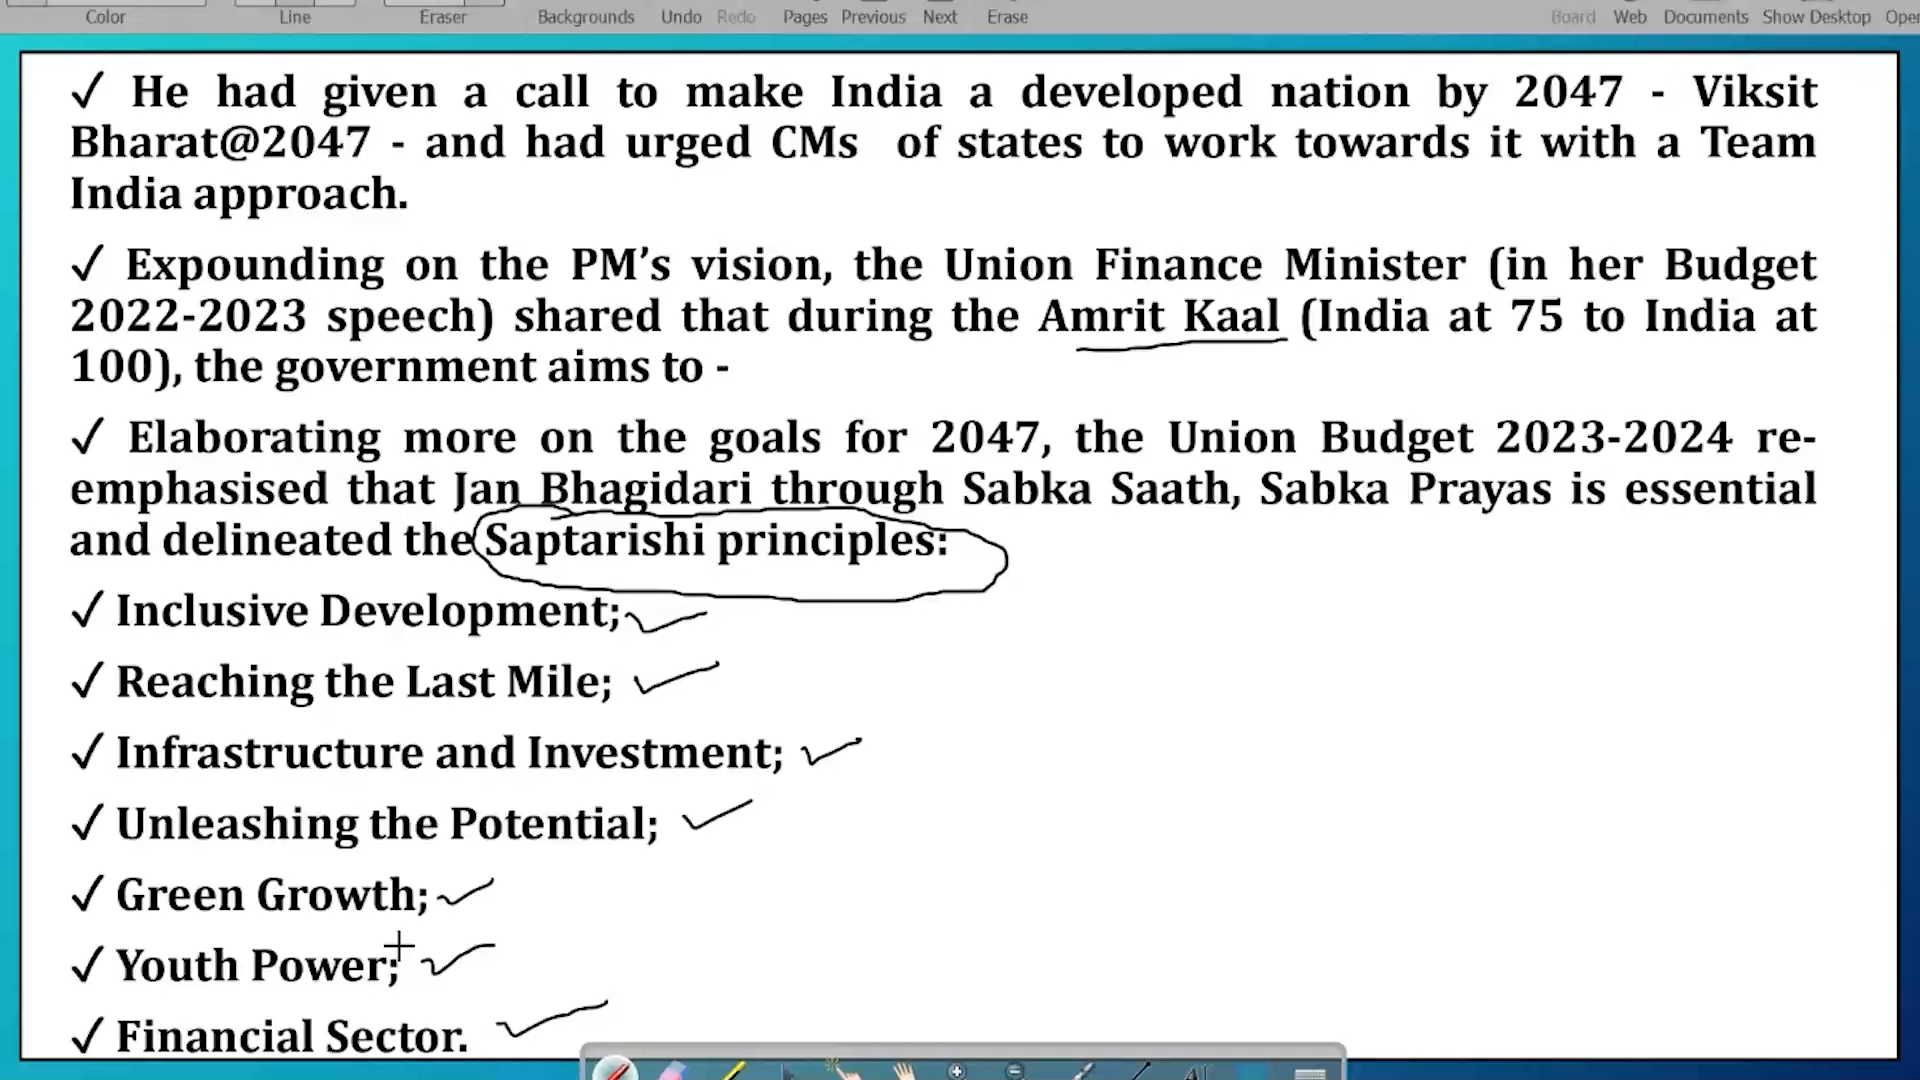 Color Line Eraser Backgrounds Undo Redo Pages Previous Next Erase Board Web Documents Show Desktop
✓ He had given a call to make India a developed nation by 2047 - Viksit
Bharat@2047 - and had urged CMs of states to work towards it with a Team
India approach.
✓ Expounding on the PM’s vision, the Union Finance Minister (in her Budget
2022-2023 speech) shared that during the Amrit Kaal (India at 75 to India at
100), the government aims to -
✓ Elaborating more on the goals for 2047, the Union Budget 2023-2024 re-
emphasised that Jan Bhagidari through Sabka Saath, Sabka Prayas is essential
and delineated the Saptarishi principles:
✓ Inclusive Development;
✓ Reaching the Last Mile;
✓ Infrastructure and Investment;
✓ Unleashing the Potential;
✓ Green Growth;
✓ Youth Power;
✓ Financial Sector.